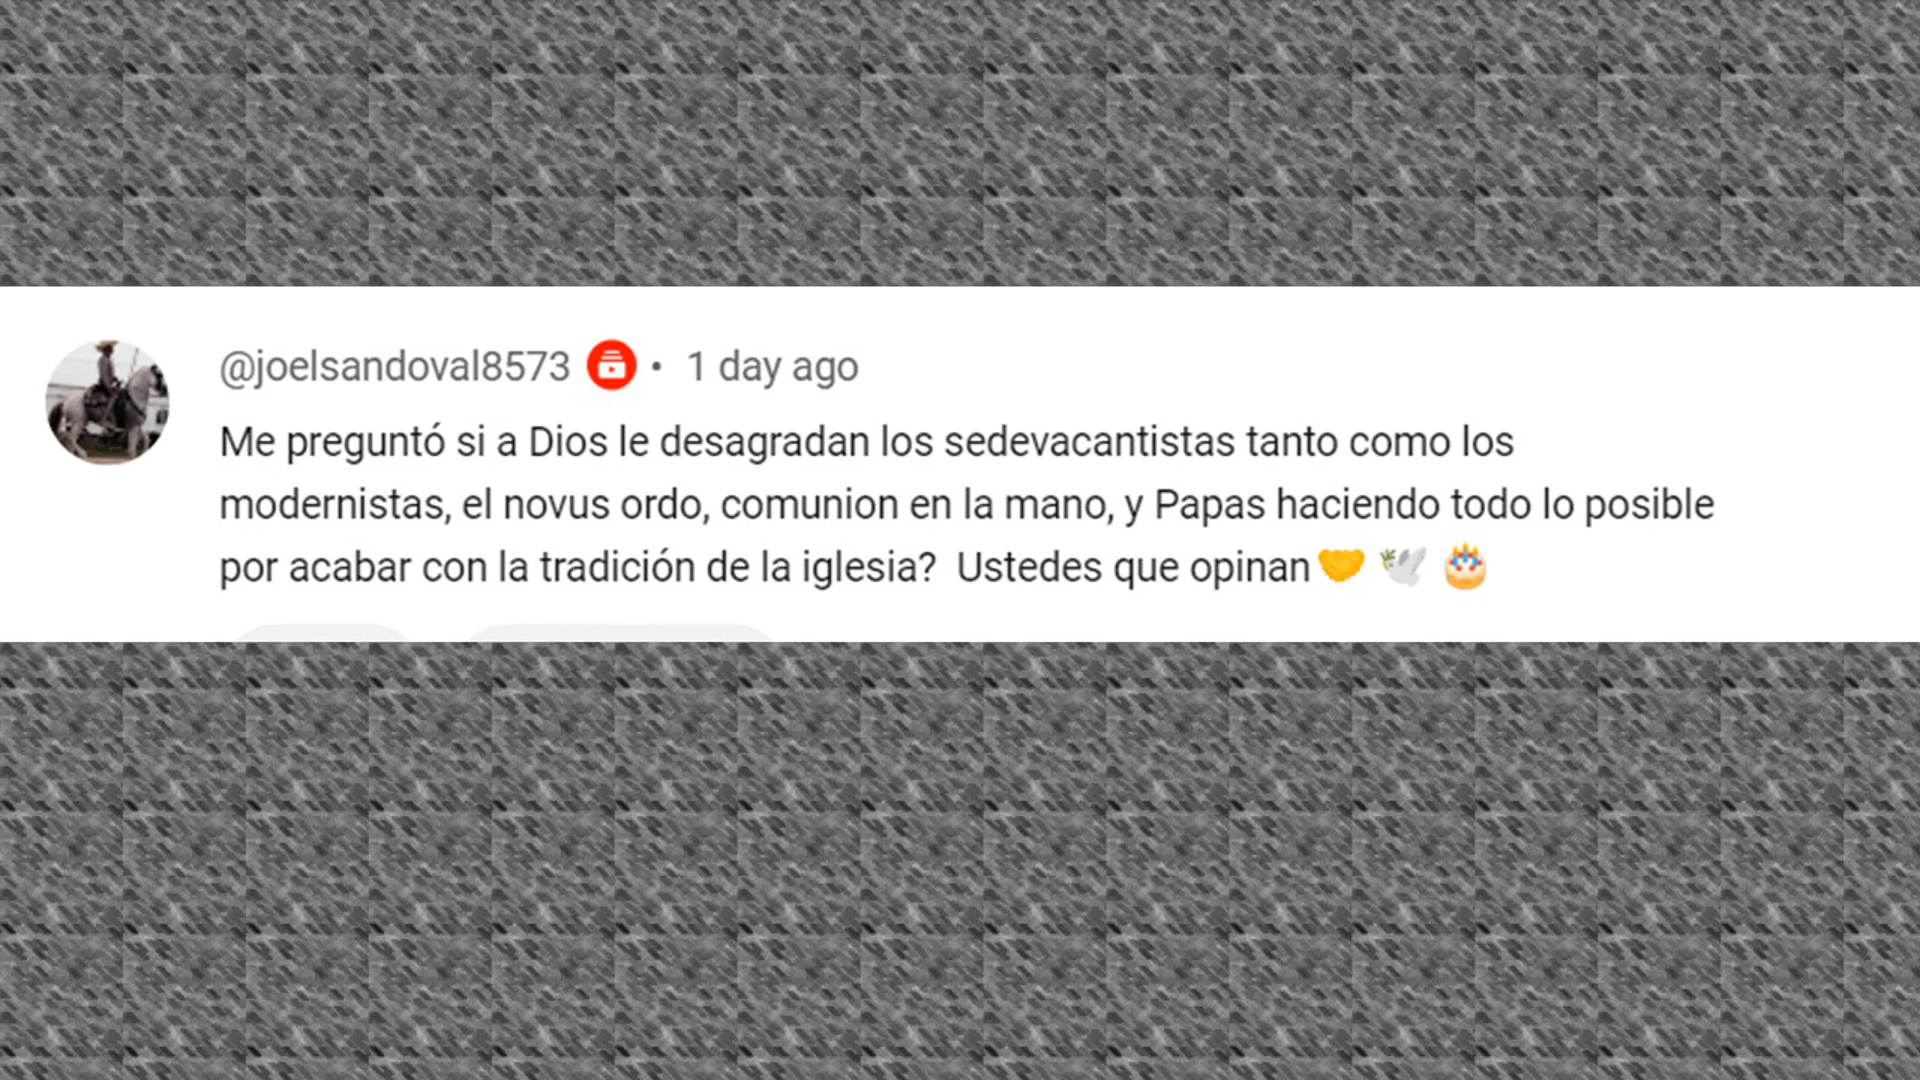 @joelsandoval8573 • 1 day ago
Me preguntó si a Dios le desagradan los sedevacantistas tanto como los
modernistas, el novus ordo, comunion en la mano, y Papas haciendo todo lo posible
por acabar con la tradición de la iglesia?  Ustedes que opinan🤝 🕊️ 🎂